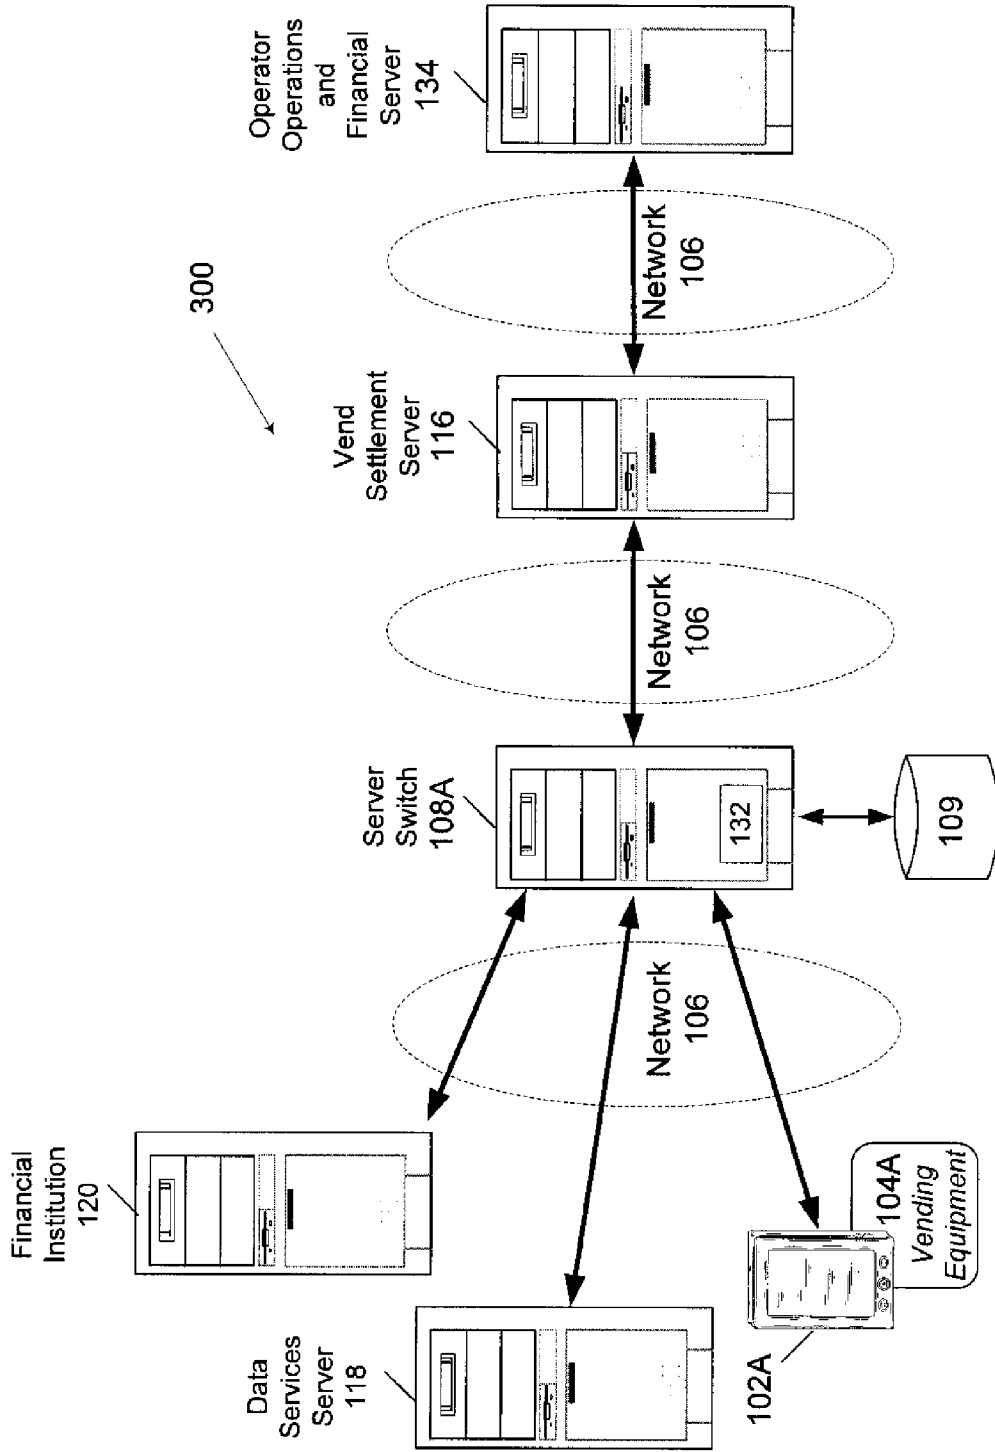 300
Financial
Institution
120
Data
Services
Server
118
102A
104A
Vending
Equipment
Network
106
Server
Switch
108A
132
109
Network
106
Vend
Settlement
Server
116
Network
106
Operator
Operations
and
Financial
Server
134